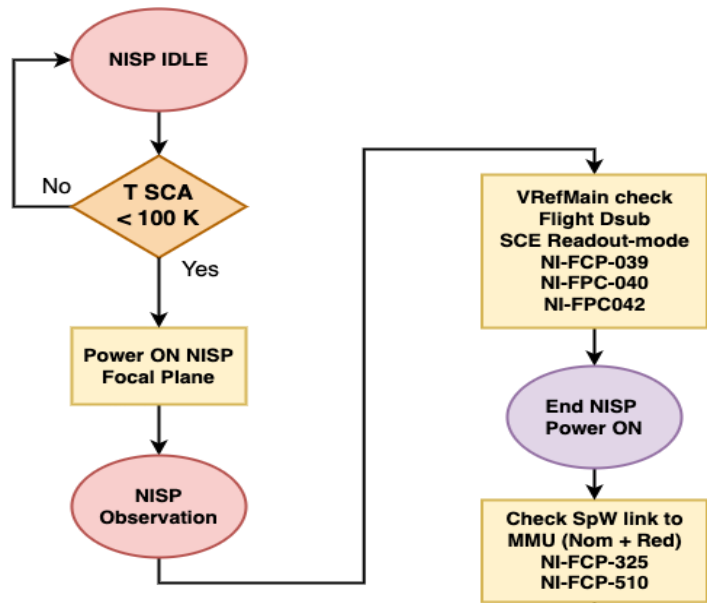 NISP IDLE
No
T SCA
< 100 K
Yes
Power ON NISP
Focal Plane
NISP
Observation
VRefMain check
Flight Dsub
SCE Readout-mode
NI-FCP-039
NI-FPC-040
NI-FPC042
End NISP
Power ON
Check SpW link to
MMU (Nom + Red)
NI-FCP-325
NI-FCP-510